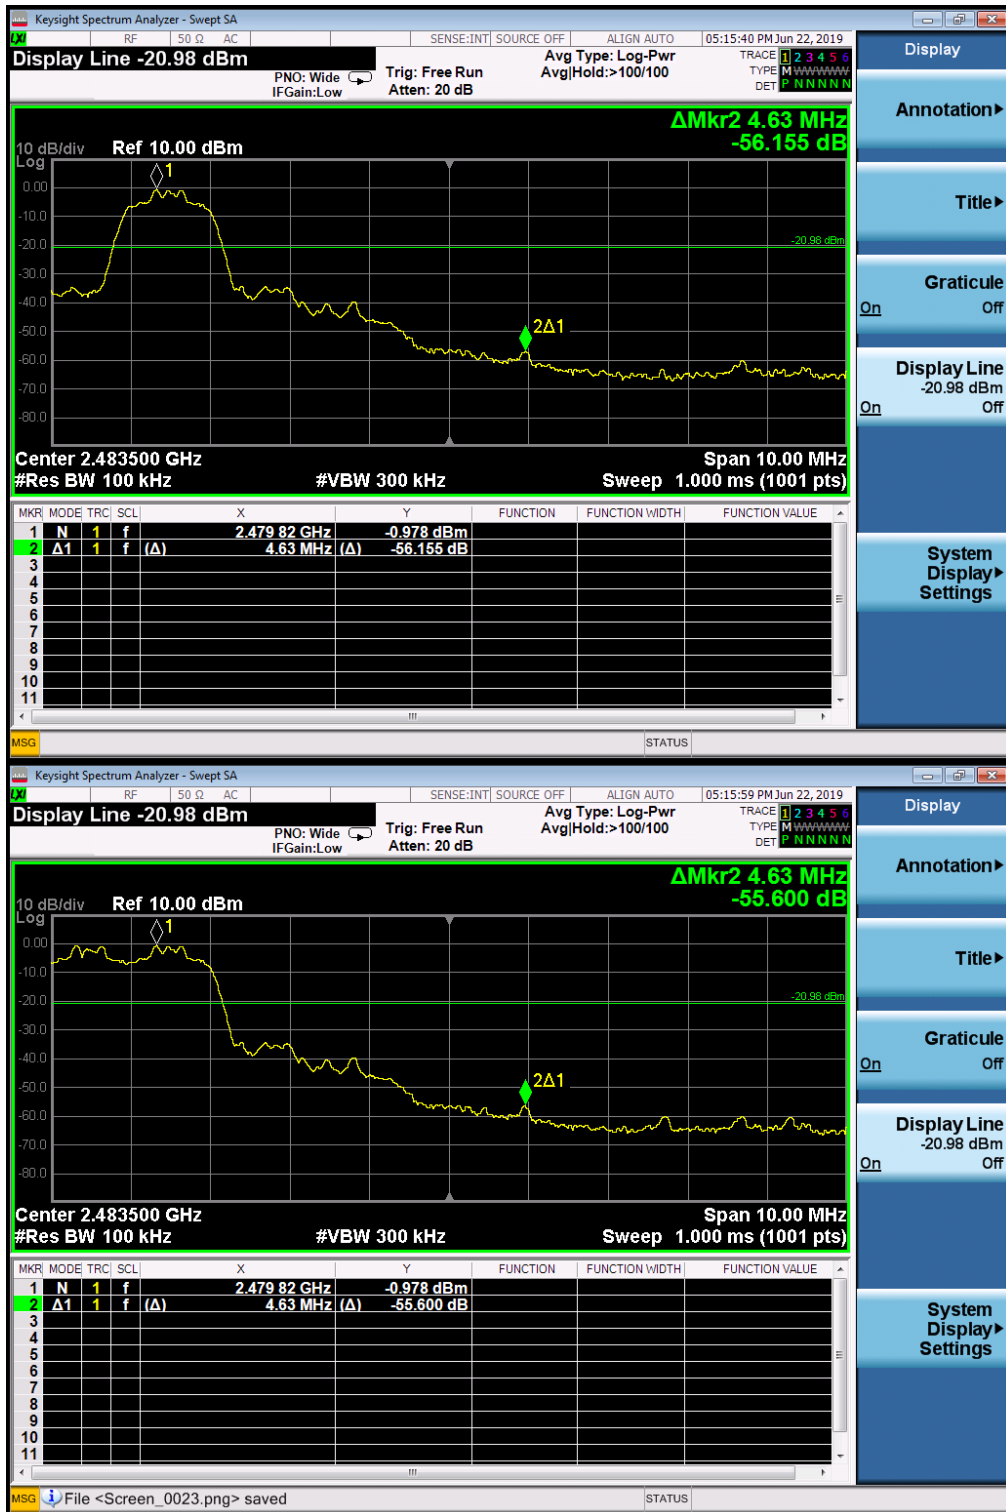 Keysight Spectrum Analyzer - Swept SA
LXI RF 50 Ω AC SENSE:INT SOURCE OFF ALIGN AUTO 05:15:40 PM Jun 22, 2019
Display Line -20.98 dBm
PNO: Wide
IFGain:Low
Trig: Free Run
Atten: 20 dB
Avg Type: Log-Pwr
Avg|Hold:>100/100
TRACE 1 2 3 4 5 6
TYPE M WWWWW
DET P N N N N N
ΔMkr2 4.63 MHz
-56.155 dB
10 dB/div Ref 10.00 dBm
Log
1
0.00
-10.0
-20.0
-20.98 dBm
-30.0
-40.0
-50.0
2Δ1
-60.0
-70.0
-80.0
Center 2.483500 GHz Span 10.00 MHz
#Res BW 100 kHz #VBW 300 kHz Sweep 1.000 ms (1001 pts)
MKR MODE TRC SCL X Y FUNCTION FUNCTION WIDTH FUNCTION VALUE
1 N 1 f 2.479 82 GHz -0.978 dBm
2 Δ1 1 f (Δ) 4.63 MHz (Δ) -56.155 dB
3
4
5
6
7
8
9
10
11
MSG STATUS
Display
Annotation
Title
Graticule
On Off
Display Line
-20.98 dBm
On Off
System
Display
Settings
Keysight Spectrum Analyzer - Swept SA
LXI RF 50 Ω AC SENSE:INT SOURCE OFF ALIGN AUTO 05:15:59 PM Jun 22, 2019
Display Line -20.98 dBm
PNO: Wide
IFGain:Low
Trig: Free Run
Atten: 20 dB
Avg Type: Log-Pwr
Avg|Hold:>100/100
TRACE 1 2 3 4 5 6
TYPE M WWWWW
DET P N N N N N
ΔMkr2 4.63 MHz
-55.600 dB
10 dB/div Ref 10.00 dBm
Log
1
0.00
-10.0
-20.0
-20.98 dBm
-30.0
-40.0
-50.0
2Δ1
-60.0
-70.0
-80.0
Center 2.483500 GHz Span 10.00 MHz
#Res BW 100 kHz #VBW 300 kHz Sweep 1.000 ms (1001 pts)
MKR MODE TRC SCL X Y FUNCTION FUNCTION WIDTH FUNCTION VALUE
1 N 1 f 2.479 82 GHz -0.978 dBm
2 Δ1 1 f (Δ) 4.63 MHz (Δ) -55.600 dB
3
4
5
6
7
8
9
10
11
MSG File <Screen_0023.png> saved STATUS
Display
Annotation
Title
Graticule
On Off
Display Line
-20.98 dBm
On Off
System
Display
Settings